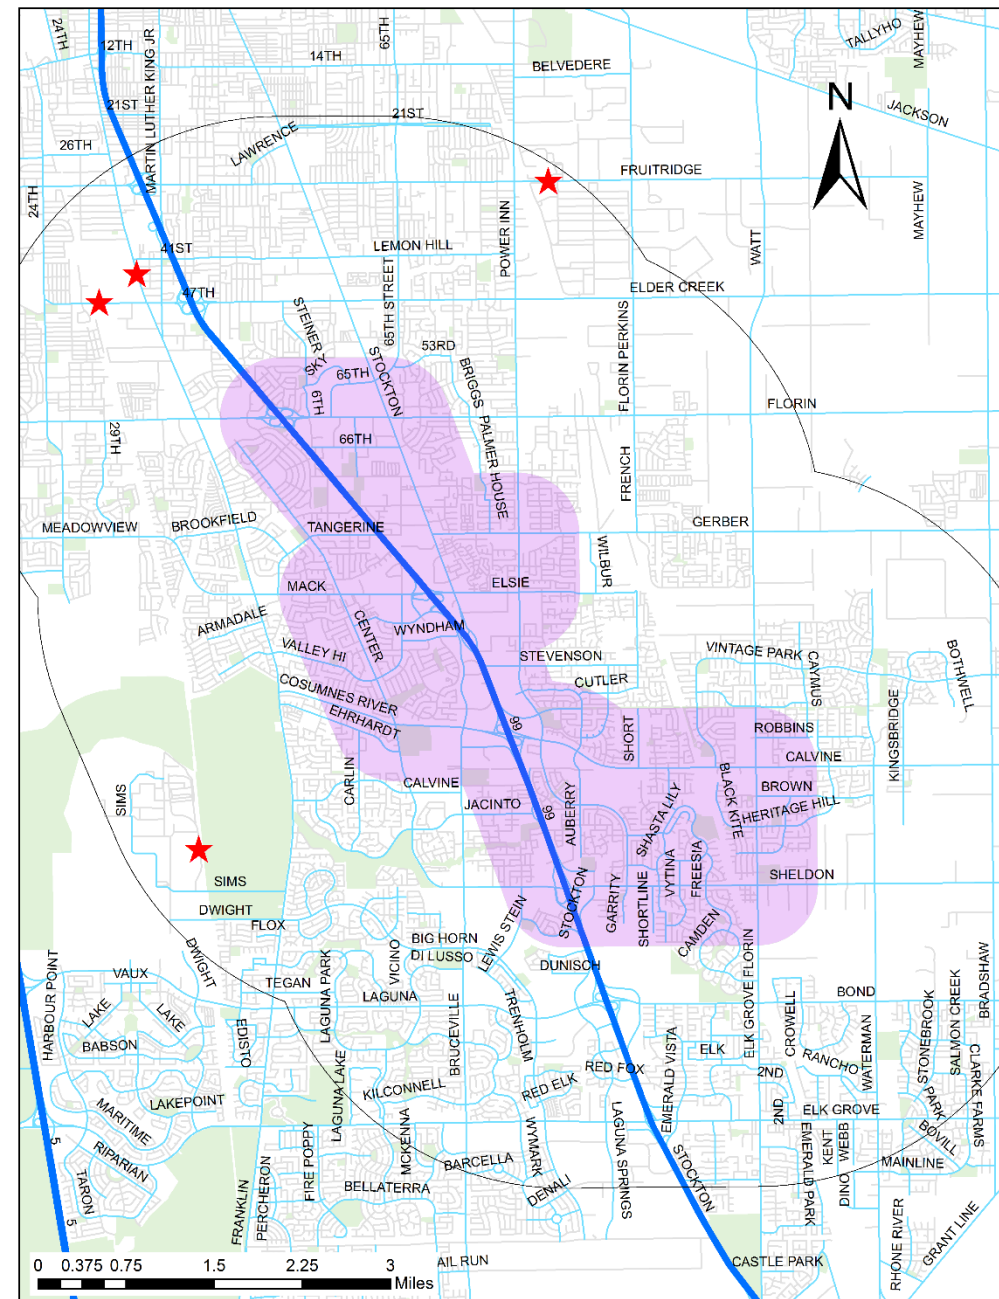 24TH
12TH
65TH
TALLYHO
MAYHEW
14TH
BELVEDERE
21ST
MARTIN LUTHER KING JR
21ST
JACKSON
N
26TH
LAWRENCE
FRUITRIDGE
24TH
MAYHEW
POWER INN
WATT
41ST
LEMON HILL
47TH
65TH STREET
ELDER CREEK
STEINER
SKY
STOCKTON
53RD
FLORIN PERKINS
65TH
BRIGGS
6TH
FLORIN
PALMER HOUSE
29TH
66TH
FRENCH
MEADOWVIEW
BROOKFIELD
TANGERINE
GERBER
WILBUR
MACK
ELSIE
ARMADALE
CENTER
WYNDHAM
VALLEY HI
STEVENSON
VINTAGE PARK
BOTHWELL
CUTLER
CAYMUS
COSUMNES RIVER
EHRHARDT
99
SHORT
ROBBINS
KINGSBRIDGE
CARLIN
CALVINE
CALVINE
SIMS
JACINTO
99
AUBERRY
SHASTA LILY
BLACK KITE
BROWN
HERITAGE HILL
SIMS
STOCKTON
GARRITY
SHORTLINE
VYTINA
FREESIA
SHELDON
DWIGHT
FLOX
LEWIS STEIN
CAMDEN
BIG HORN
DI LUSSO
DWIGHT
VICINO
DUNISCH
ELK GROVE FLORIN
HARBOUR POINT
VAUX
TEGAN
LAGUNA PARK
LAGUNA
BOND
BRADSHAW
LAKE
LAKE
EDISTO
BRUCEVILLE
TRENHOLM
CROWELL
STONEBROOK
SALMON CREEK
BABSON
EMERALD VISTA
ELK
RANCHO
WATERMAN
CLARKE FARMS
LAKEPOINT
LAGUNA LAKE
KILCONNELL
RED ELK
RED FOX
2ND
2ND
ELK GROVE
PARK
MARITIME
RIPARIAN
5
FIRE POPPY
MCKENNA
WYMARK
LAGUNA SPRINGS
STOCKTON
EMERALD PARK
KENT
WEBB
BOVILL
TARON
FRANKLIN
PERCHERON
BARCELLA
BELLATERRA
DENALI
DINO
MAINLINE
5
RHONE RIVER
GRANT LINE
AIL RUN
CASTLE PARK
0 0.375 0.75 1.5 2.25 3
Miles